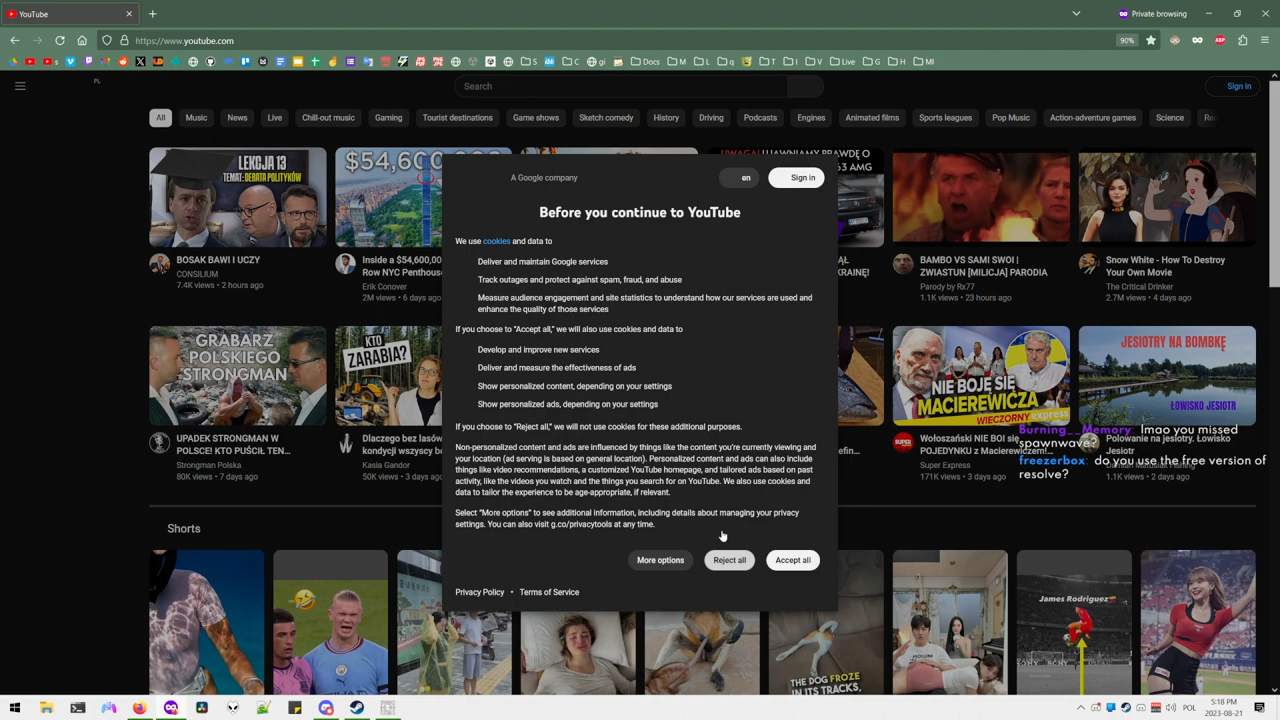 YouTube
Private browsing
https://www.youtube.com
90%
S
C
gi
Docs
M
L
q
T
I
V
Live
G
H
MI
PL
Search
Sign in
All
Music
News
Live
Chill-out music
Gaming
Tourist destinations
Game shows
Sketch comedy
History
Driving
Podcasts
Engines
Animated films
Sports leagues
Pop Music
Action-adventure games
Science
LEKCJA 13
TEMAT: DEBATA POLITYKÓW
BOSAK BAWI I UCZY
CONSILIUM
7.4K views • 2 hours ago
Inside a $54,600,
Row NYC Penthouse
Erik Conover
2M views • 6 days ago
BAMBO VS SAMI SWOI |
ZWIASTUN [MILICJA] PARODIA
Parody by Rx77
1.1K views • 23 hours ago
Snow White - How To Destroy
Your Own Movie
The Critical Drinker
2.7M views • 4 days ago
A Google company
en
Sign in
Before you continue to YouTube
We use cookies and data to
Deliver and maintain Google services
Track outages and protect against spam, fraud, and abuse
Measure audience engagement and site statistics to understand how our services are used and
enhance the quality of those services
If you choose to “Accept all,” we will also use cookies and data to
Develop and improve new services
Deliver and measure the effectiveness of ads
Show personalized content, depending on your settings
Show personalized ads, depending on your settings
If you choose to “Reject all,” we will not use cookies for these additional purposes.
Non-personalized content and ads are influenced by things like the content you’re currently viewing and
your location (ad serving is based on general location). Personalized content and ads can also include
things like video recommendations, a customized YouTube homepage, and tailored ads based on past
activity, like the videos you watch and the things you search for on YouTube. We also use cookies and
data to tailor the experience to be age-appropriate, if relevant.
Select “More options” to see additional information, including details about managing your privacy
settings. You can also visit g.co/privacytools at any time.
More options
Reject all
Accept all
Privacy Policy • Terms of Service
GRABARZ
POLSKIEGO
STRONGMAN
UPADEK STRONGMAN W
POLSCE! KTO PUŚCIŁ TEN...
Strongman Polska
80K views • 7 days ago
KTO
ZARABIA?
Dlaczego bez lasów
kondycji wszyscy be
Kasia Gandor
50K views • 3 days ago
NIE BOJĘ SIĘ
MACIEREWICZA
WIECZORNY express
Wołoszański NIE BOI się
POJEDYNKU z Macierewiczem!
Super Express
171K views • 3 days ago
JESIOTRY NA BOMBKĘ
ŁOWISKO JESIOTR
Polowanie na jesiotry. Łowisko
Jesiotr
Burning__Memory: lmao you missed
spawnwave?
freezerbox: do you use the free version of
resolve?
Shorts
THE DOG FROZE
IN ITS TRACKS,
James Rodriguez
POL
5:18 PM
2023-08-21